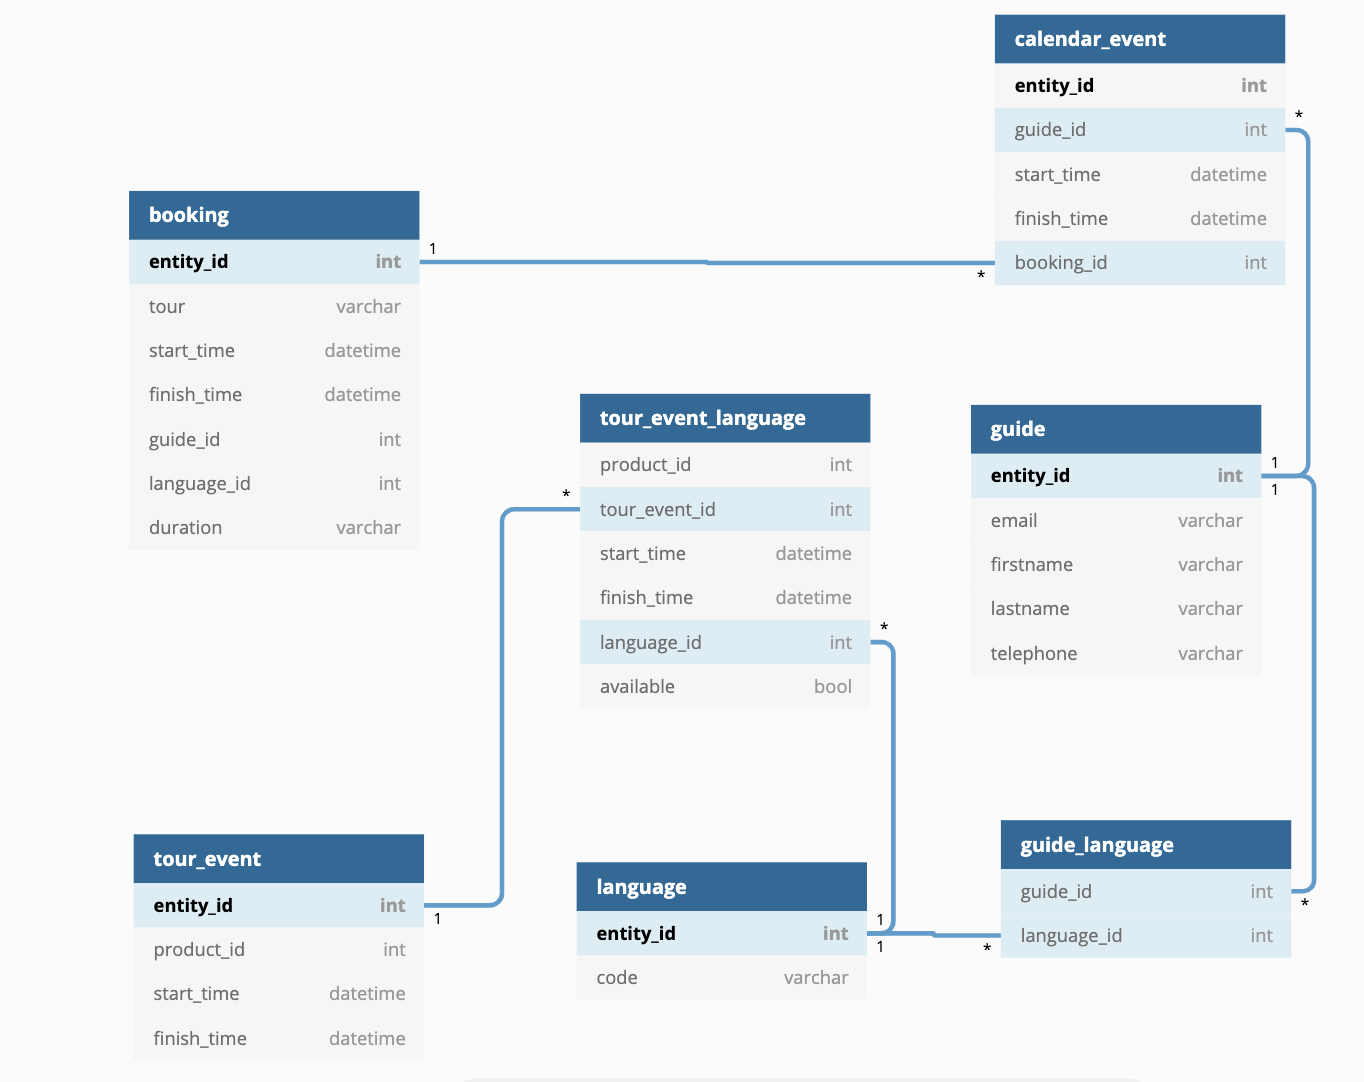 calendar_event
entity_id int
guide_id int
*
start_time datetime
finish_time datetime
booking_id int
*
booking
entity_id int
1
tour varchar
start_time datetime
finish_time datetime
guide_id int
language_id int
duration varchar
tour_event_language
product_id int
tour_event_id int
*
start_time datetime
finish_time datetime
language_id int
*
available bool
guide
entity_id int
1
1
email varchar
firstname varchar
lastname varchar
telephone varchar
tour_event
entity_id int
1
product_id int
start_time datetime
finish_time datetime
language
entity_id int
1
1
code varchar
guide_language
guide_id int
*
language_id int
*